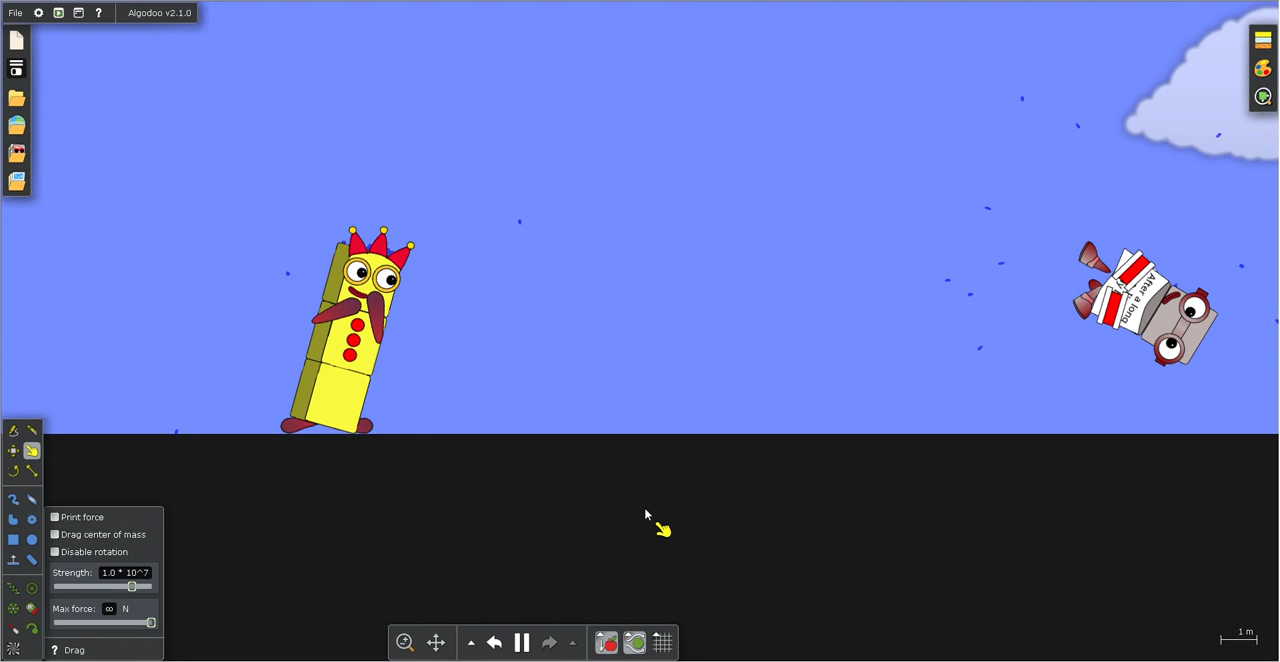 File
?
Algodoo v2.1.0
After a long
Print force
Drag center of mass
Disable rotation
Strength: 1.0 * 10^7
Max force: ∞ N
? Drag
1 m